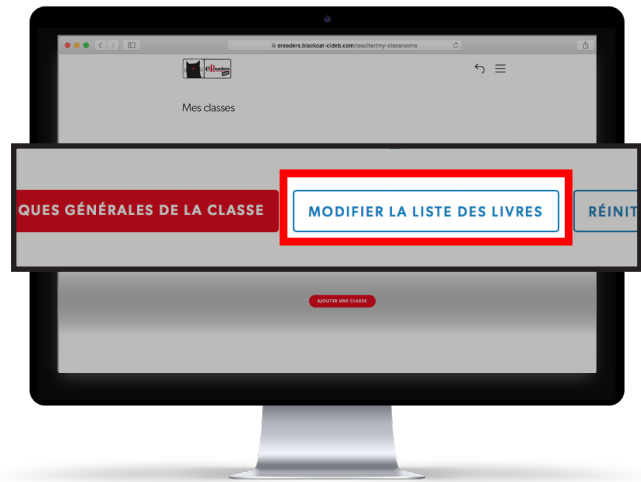 ereaders.blackcat-cideb.com/teacher/my-classrooms
eReaders
Mes classes
QUES GÉNÉRALES DE LA CLASSE
MODIFIER LA LISTE DES LIVRES
RÉINIT
AJOUTER UNE CLASSE